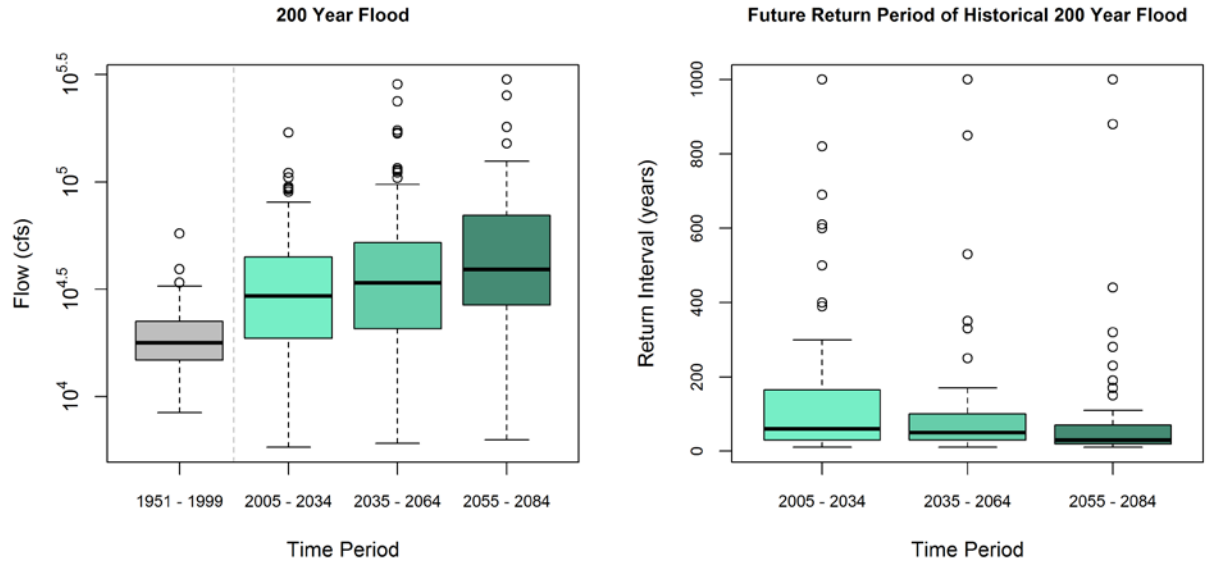 200 Year Flood
Flow (cfs)
10^5.5
10^5
10^4.5
10^4
1951 - 1999
2005 - 2034
2035 - 2064
2055 - 2084
Time Period
Future Return Period of Historical 200 Year Flood
Return Interval (years)
1000
800
600
400
200
0
2005 - 2034
2035 - 2064
2055 - 2084
Time Period